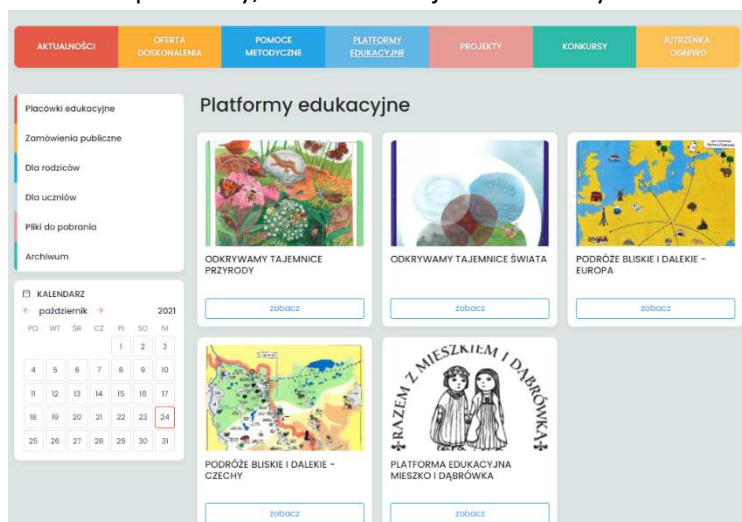 AKTUALNOŚCI
OFERTA
DOSKONALENIA
POMOCE
METODYCZNE
PLATFORMY
EDUKACYJNE
PROJEKTY
KONKURSY
JUTRZENKA
OGNIWO
Placówki edukacyjne
Zamówienia publiczne
Dla rodziców
Dla uczniów
Pliki do pobrania
Archiwum
KALENDARZ
← październik → 2021
PO WT ŚR CZ PI SO NI
1 2 3
4 5 6 7 8 9 10
11 12 13 14 15 16 17
18 19 20 21 22 23 24
25 26 27 28 29 30 31
Platformy edukacyjne
ODKRYWAMY TAJEMNICE
PRZYRODY
zobacz
ODKRYWAMY TAJEMNICE ŚWIATA
zobacz
PODRÓŻE BLISKIE I DALEKIE -
EUROPA
zobacz
PODRÓŻE BLISKIE I DALEKIE -
CZECHY
zobacz
RAZEM Z MIESZKIEM I DĄBRÓWKĄ
PLATFORMA EDUKACYJNA
MIESZKO I DĄBRÓWKA
zobacz